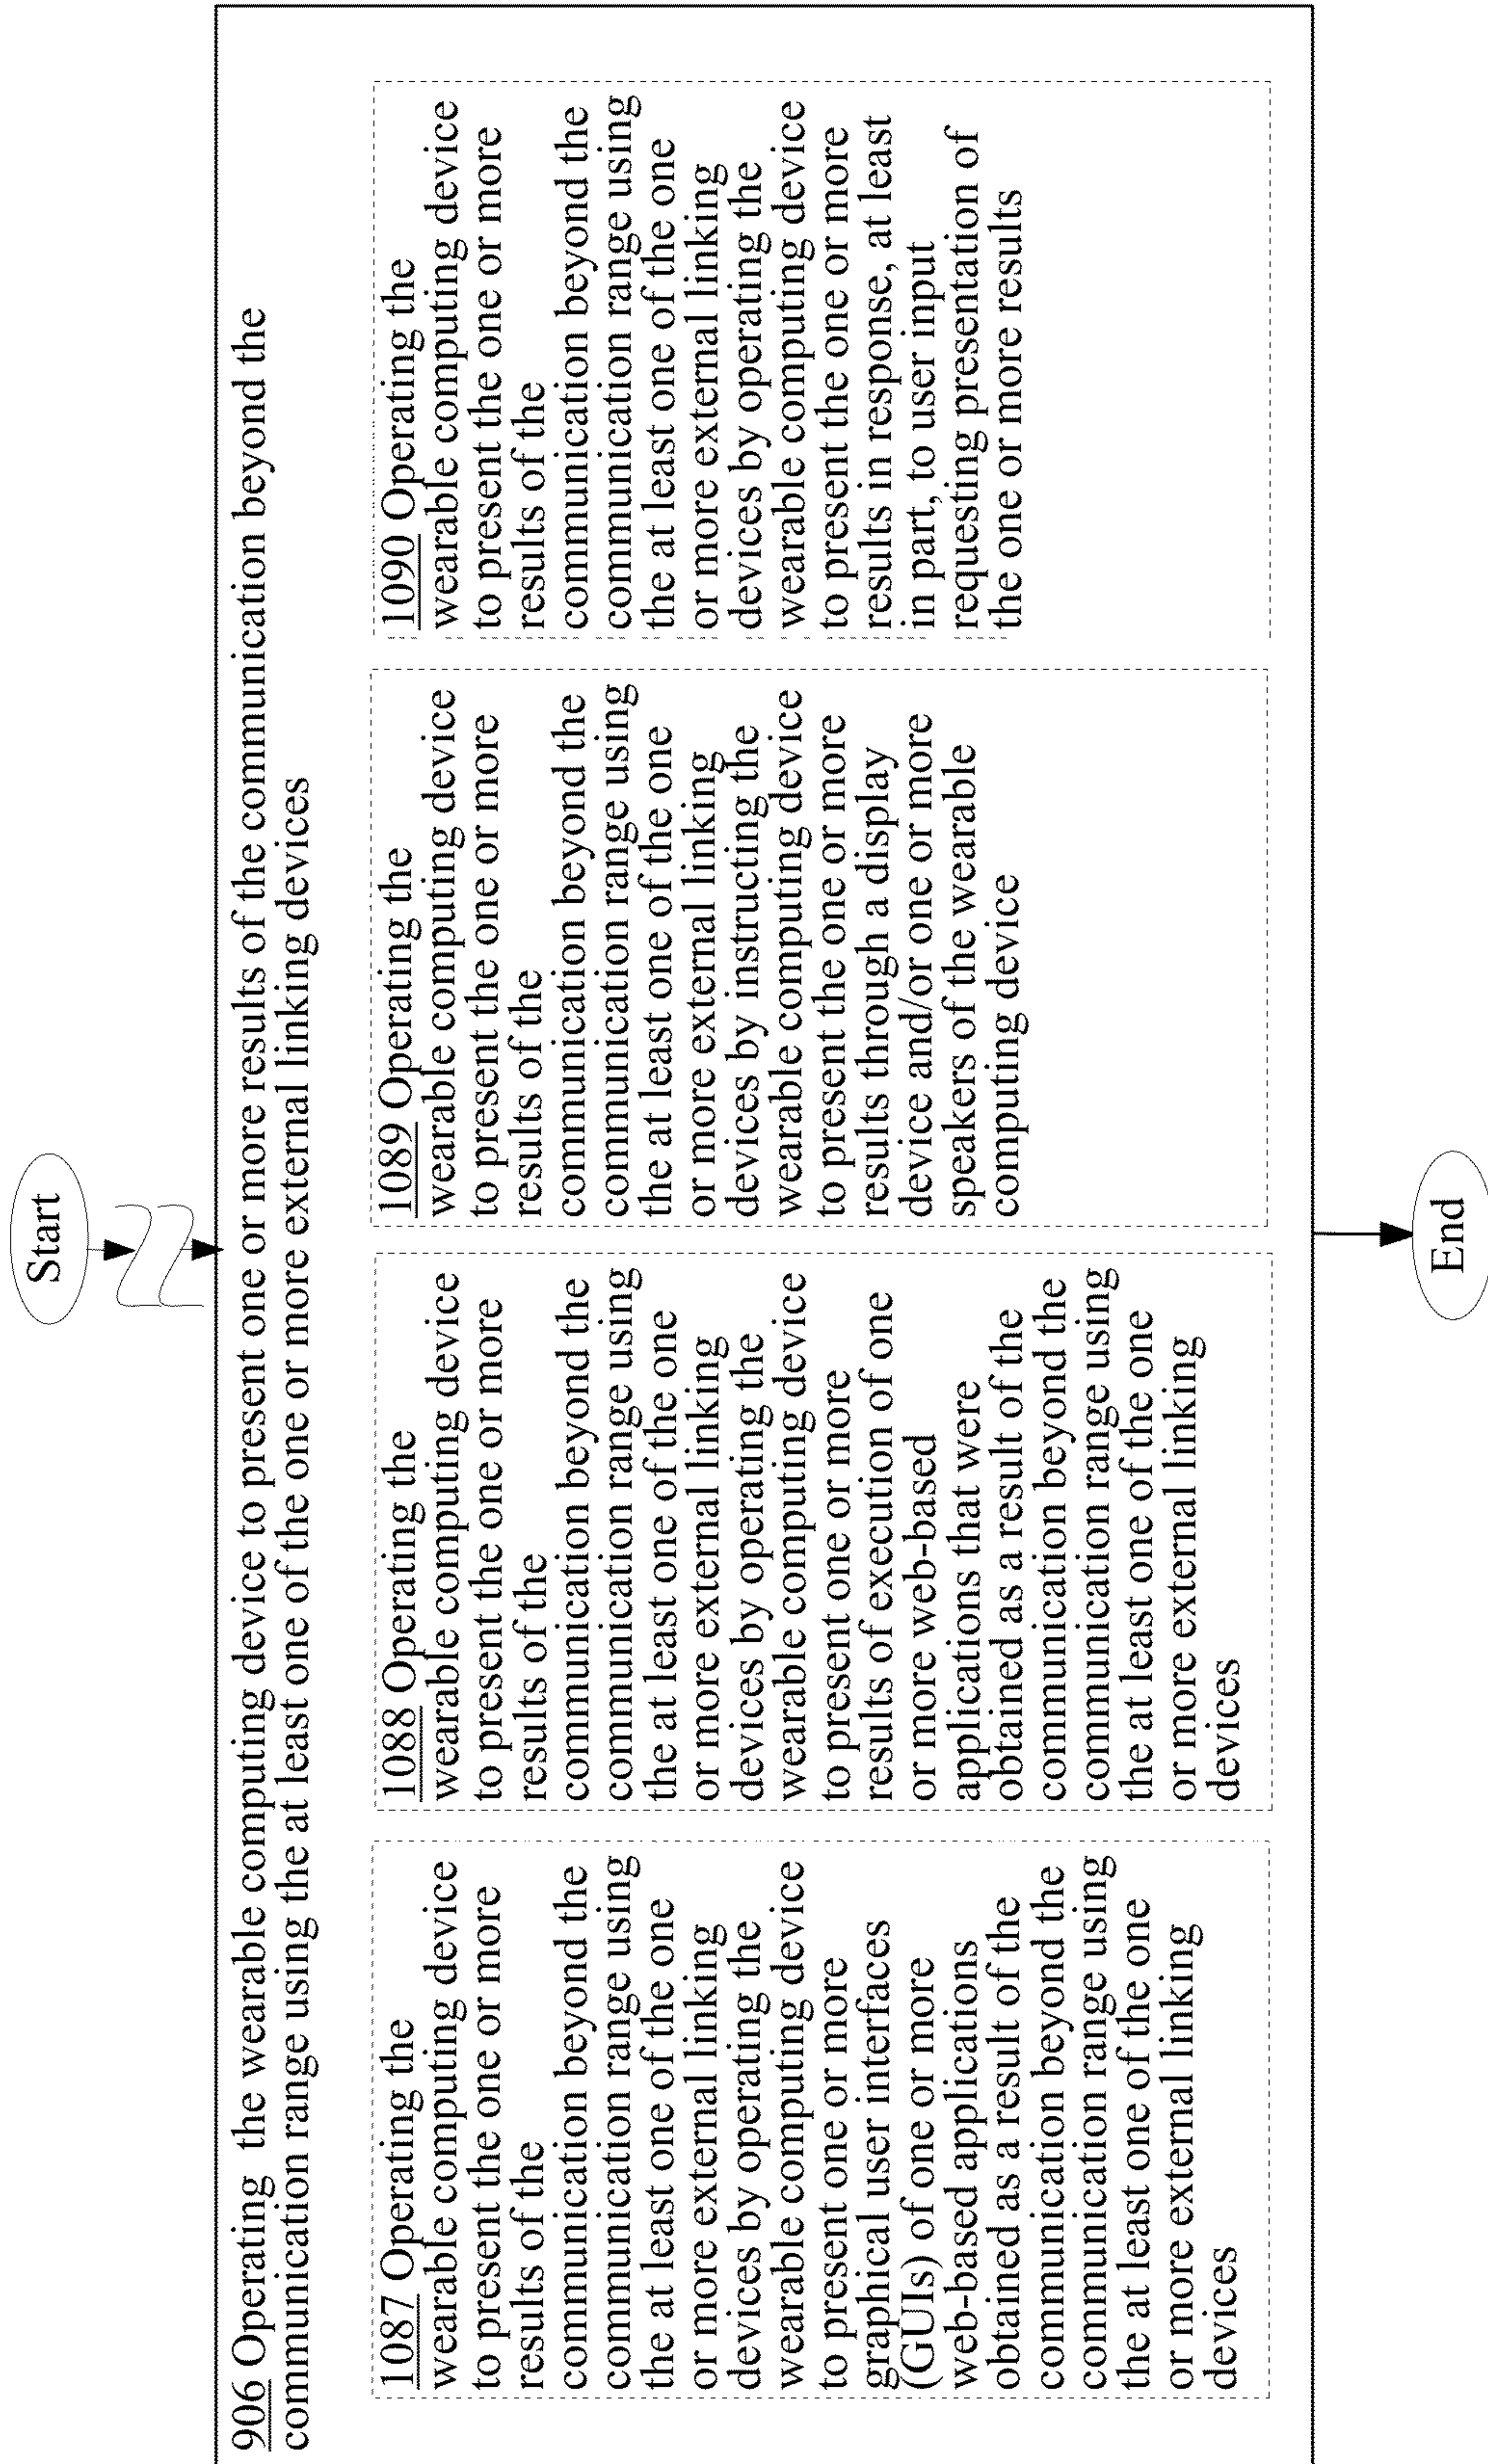 Start
906 Operating the wearable computing device to present one or more results of the communication beyond the
communication range using the at least one of the one or more external linking devices
1087 Operating the
wearable computing device
to present the one or more
results of the
communication beyond the
communication range using
the at least one of the one
or more external linking
devices by operating the
wearable computing device
to present one or more
graphical user interfaces
(GUIs) of one or more
web-based applications
obtained as a result of the
communication beyond the
communication range using
the at least one of the one
or more external linking
devices
1088 Operating the
wearable computing device
to present the one or more
results of the
communication beyond the
communication range using
the at least one of the one
or more external linking
devices by operating the
wearable computing device
to present one or more
results of execution of one
or more web-based
applications that were
obtained as a result of the
communication beyond the
communication range using
the at least one of the one
or more external linking
devices
1089 Operating the
wearable computing device
to present the one or more
results of the
communication beyond the
communication range using
the at least one of the one
or more external linking
devices by instructing the
wearable computing device
to present the one or more
results through a display
device and/or one or more
speakers of the wearable
computing device
1090 Operating the
wearable computing device
to present the one or more
results of the
communication beyond the
communication range using
the at least one of the one
or more external linking
devices by operating the
wearable computing device
to present the one or more
results in response, at least
in part, to user input
requesting presentation of
the one or more results
End